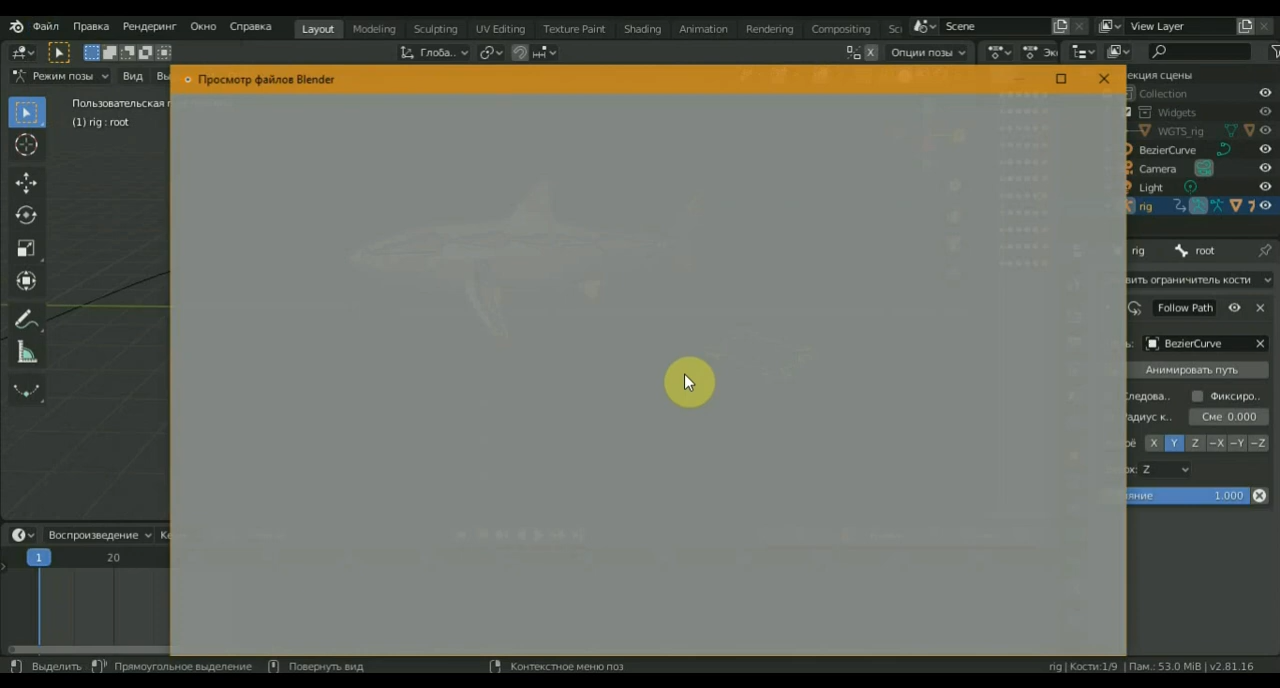 Файл Правка Рендеринг Окно Справка Layout Modeling Sculpting UV Editing Texture Paint Shading Animation Rendering Compositing Sc Scene View Layer
Глоба.. Опции позы Эк
Режим позы Вид Вы
Просмотр файлов Blender
екция сцены
Collection
Widgets
WGTS_rig
BezierCurve
Camera
Light
rig
Пользовательская п
(1) rig : root
rig root
вить ограничитель кости
Follow Path
ь: BezierCurve
Анимировать путь
Следова.. Фиксиро..
Радиус к.. Сме 0.000
X Y Z −X −Y −Z
ох: Z
яние 1.000
Воспроизведение Ке
1 20
Выделить Прямоугольное выделение Повернуть вид Контекстное меню поз rig | Кости:1/9 | Пам.: 53.0 MiB | v2.81.16